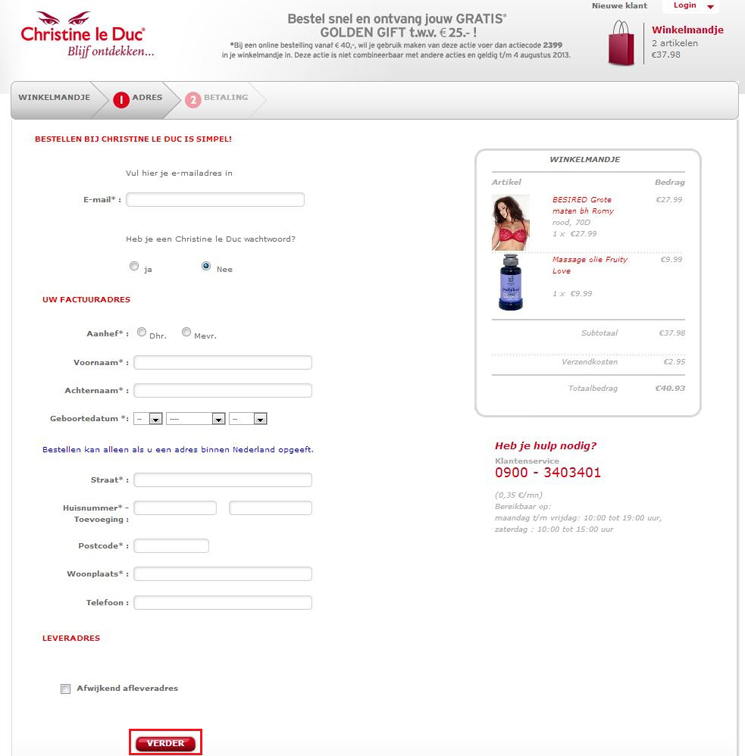 Nieuwe klant
Login
Christine le Duc®
Blijf ontdekken...
Bestel snel en ontvang jouw GRATIS*
GOLDEN GIFT t.w.v. € 25.- !
*Bij een online bestelling vanaf € 40,-, wil je gebruik maken van deze actie voer dan actiecode 2399
in je winkelmandje in. Deze actie is niet combineerbaar met andere acties en geldig t/m 4 augustus 2013.
Winkelmandje
2 artikelen
€37.98
WINKELMANDJE
1 ADRES
2 BETALING
BESTELLEN BIJ CHRISTINE LE DUC IS SIMPEL!
Vul hier je e-mailadres in
E-mail* :
Heb je een Christine le Duc wachtwoord?
ja
Nee
UW FACTUURADRES
Aanhef* :
Dhr.
Mevr.
Voornaam* :
Achternaam* :
Geboortedatum *:
--
----
--
Bestellen kan alleen als u een adres binnen Nederland opgeeft.
Straat* :
Huisnummer* -
Toevoeging :
Postcode* :
Woonplaats* :
Telefoon :
LEVERADRES
Afwijkend afleveradres
VERDER
WINKELMANDJE
Artikel
Bedrag
BESIRED Grote
maten bh Romy
rood, 70D
1 x €27.99
€27.99
Massage olie Fruity
Love
1 x €9.99
€9.99
Subtotaal
€37.98
Verzendkosten
€2.95
Totaalbedrag
€40.93
Heb je hulp nodig?
Klantenservice
0900 - 3403401
(0,35 €/mn)
Bereikbaar op:
maandag t/m vrijdag: 10:00 tot 19:00 uur,
zaterdag : 10:00 tot 15:00 uur